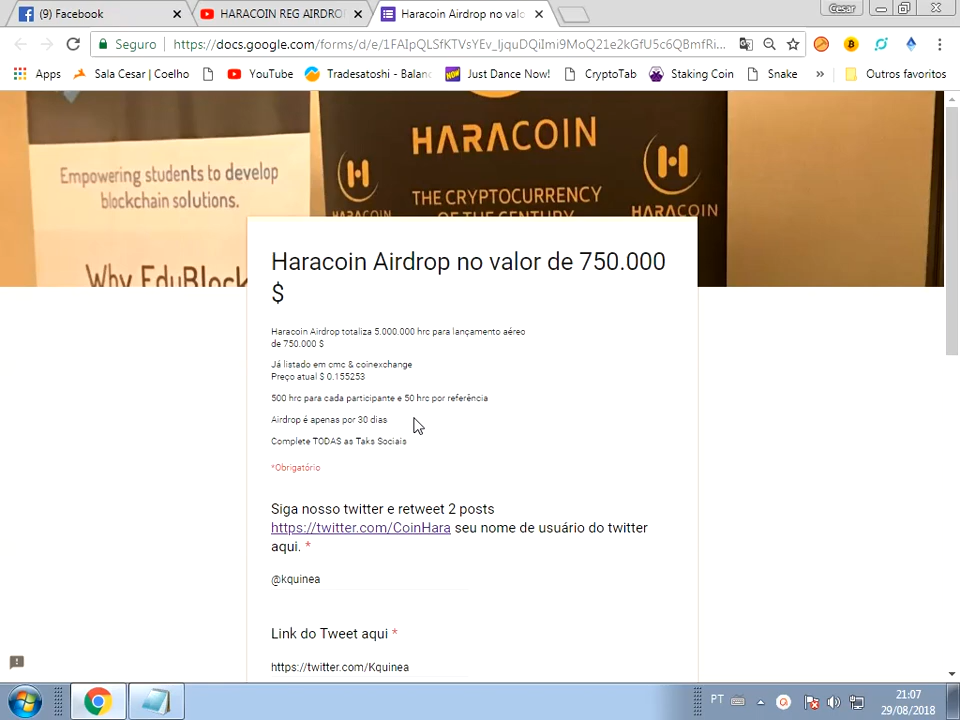 (9) Facebook
HARACOIN REG AIRDRO
Haracoin Airdrop no valo
Cesar
Seguro
https://docs.google.com/forms/d/e/
Apps
Sala Cesar | Coelho
YouTube
Tradesatoshi - Balanc
NOW
Just Dance Now!
CryptoTab
Staking Coin
Snake
»
Outros favoritos
Empowering students to develop
blockchain solutions.
Why EduBlock
HARACOIN
THE CRYPTOCURRENCY
OF THE CENTURY
HARACOIN
HARACOIN
Haracoin Airdrop no valor de 750.000
$
Haracoin Airdrop totaliza 5.000.000 hrc para lançamento aéreo
de 750.000 $
Já listado em cmc & coinexchange
Preço atual $ 0.155253
500 hrc para cada participante e 50 hrc por referência
Airdrop é apenas por 30 dias
Complete TODAS as Taks Sociais
*Obrigatório
Siga nosso twitter e retweet 2 posts
https://twitter.com/CoinHara seu nome de usuário do twitter
aqui. *
@kquinea
Link do Tweet aqui *
https://twitter.com/Kquinea
PT
21:07
29/08/2018